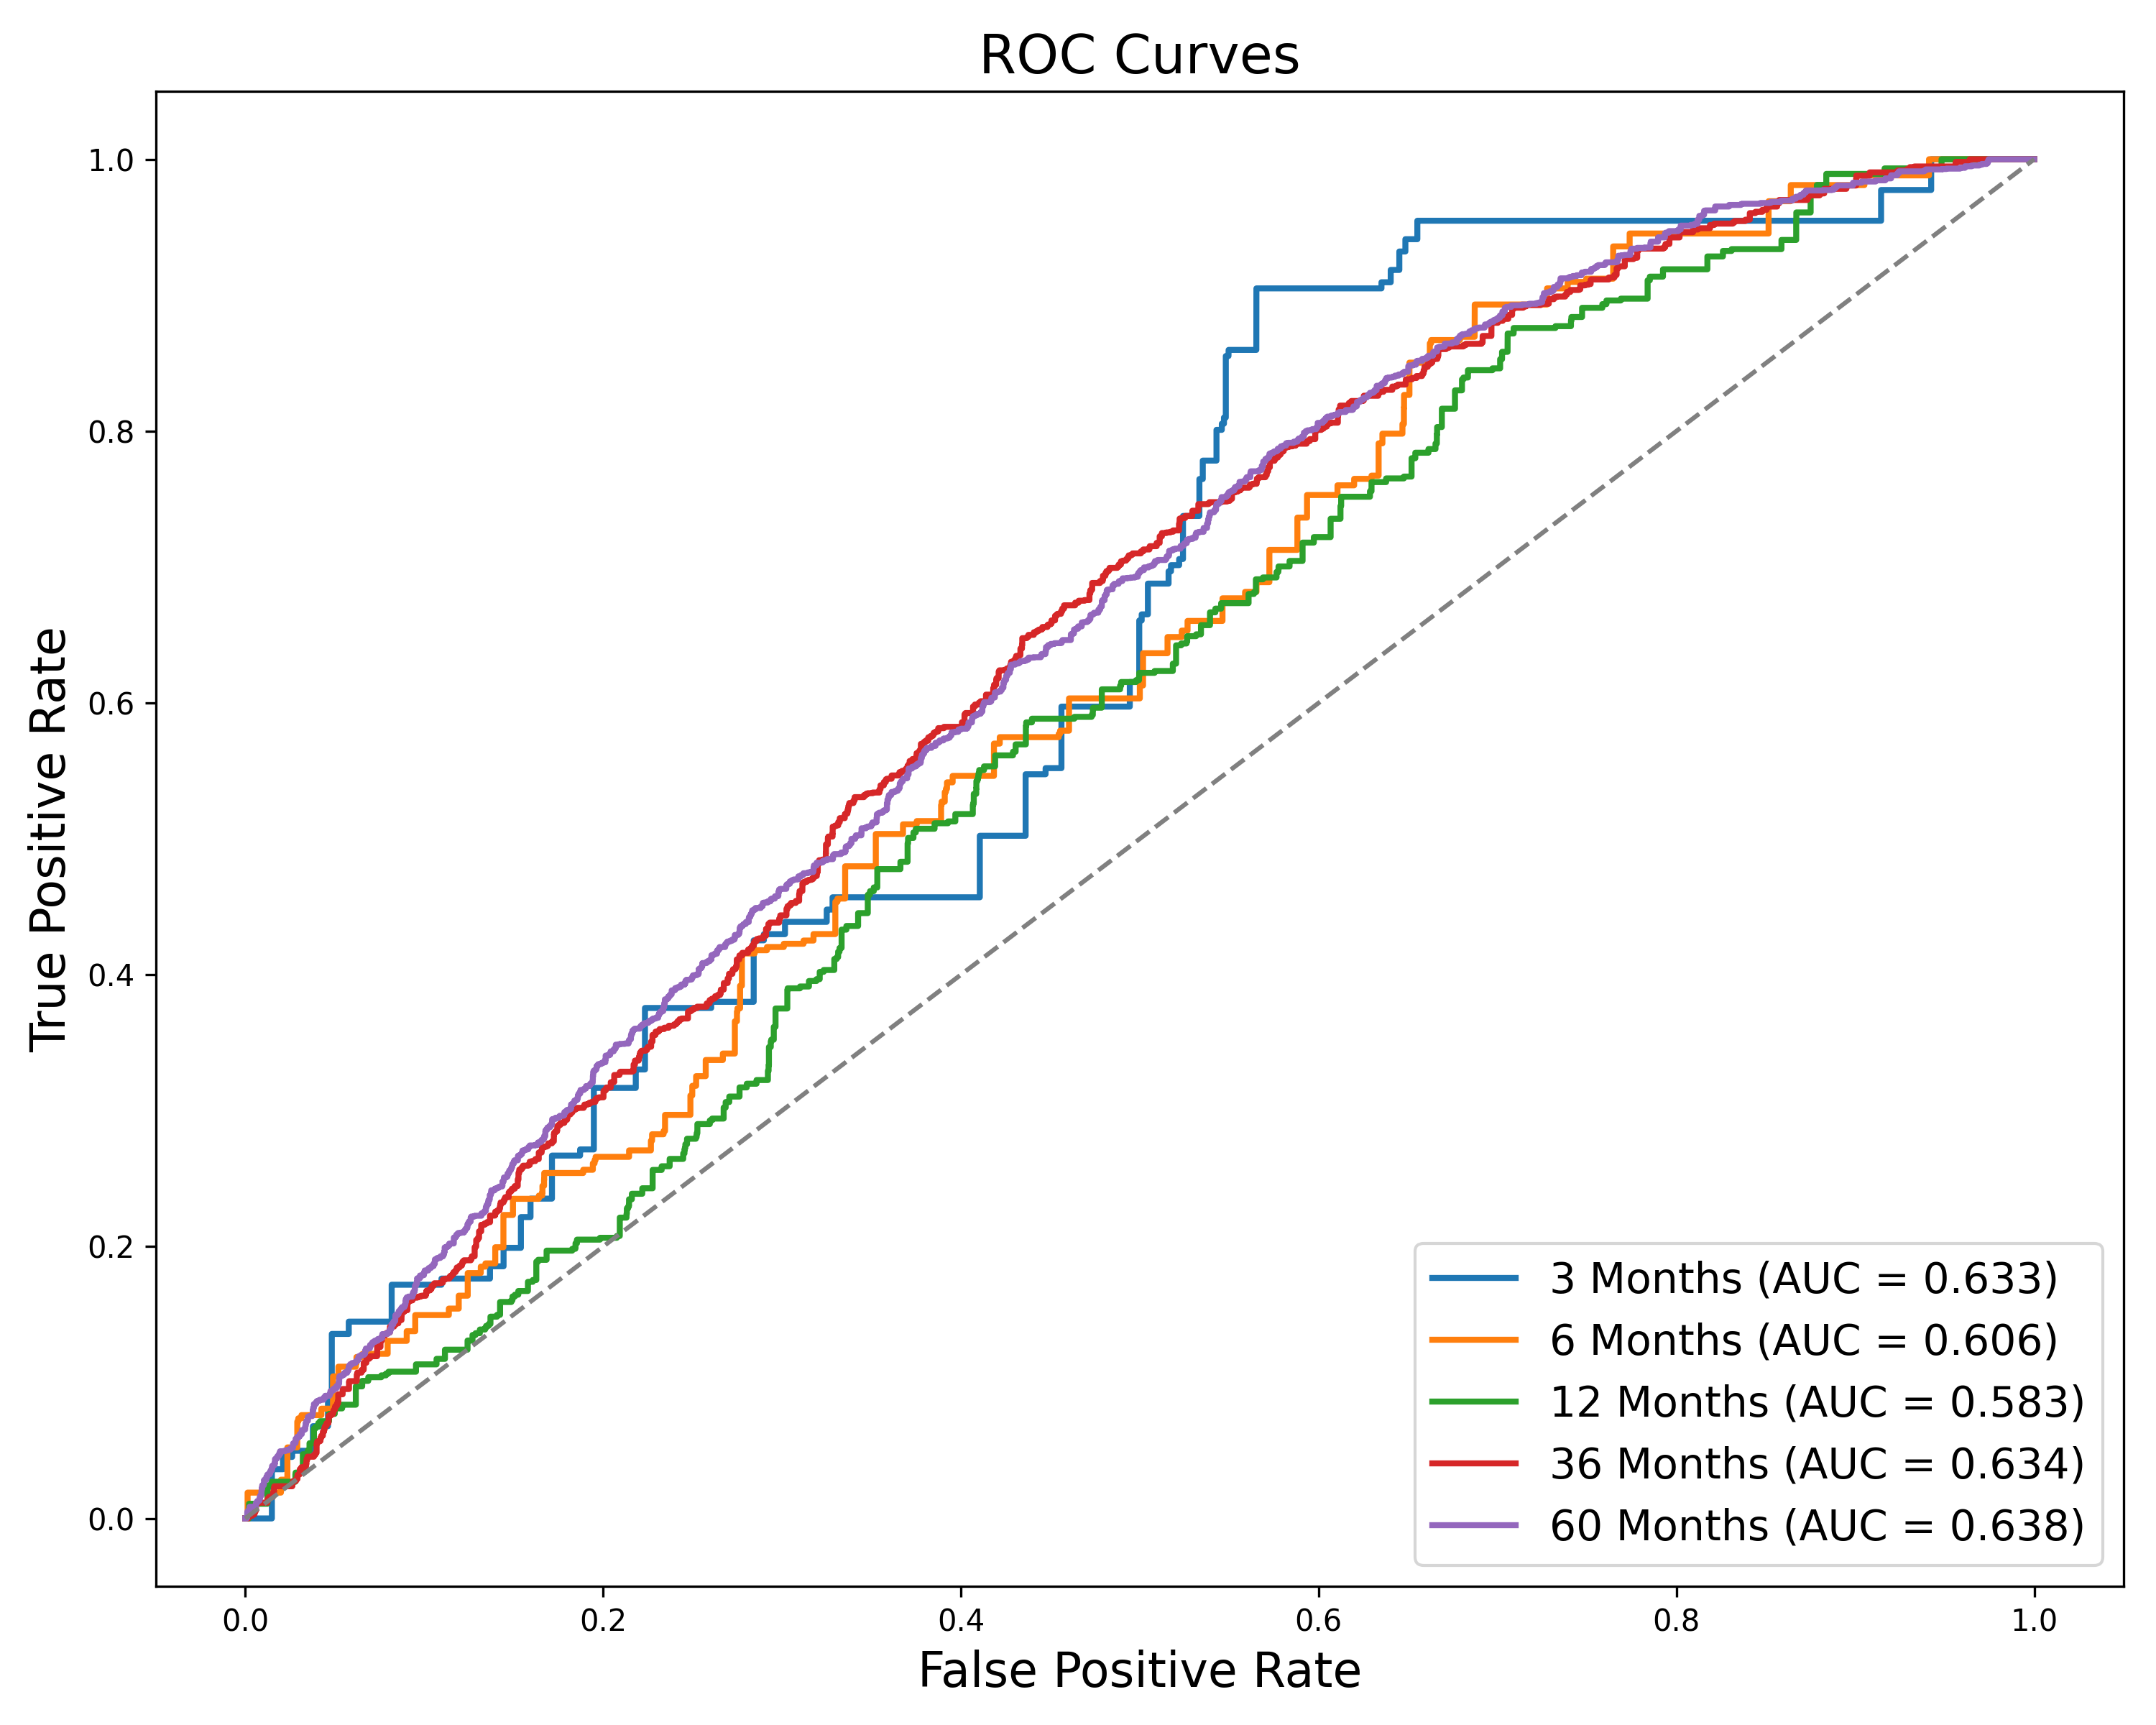 ROC Curves
True Positive Rate
1.0
0.8
0.6
0.4
0.2
0.0
0.0 0.2 0.4 0.6 0.8 1.0
False Positive Rate
3 Months (AUC = 0.633)
6 Months (AUC = 0.606)
12 Months (AUC = 0.583)
36 Months (AUC = 0.634)
60 Months (AUC = 0.638)